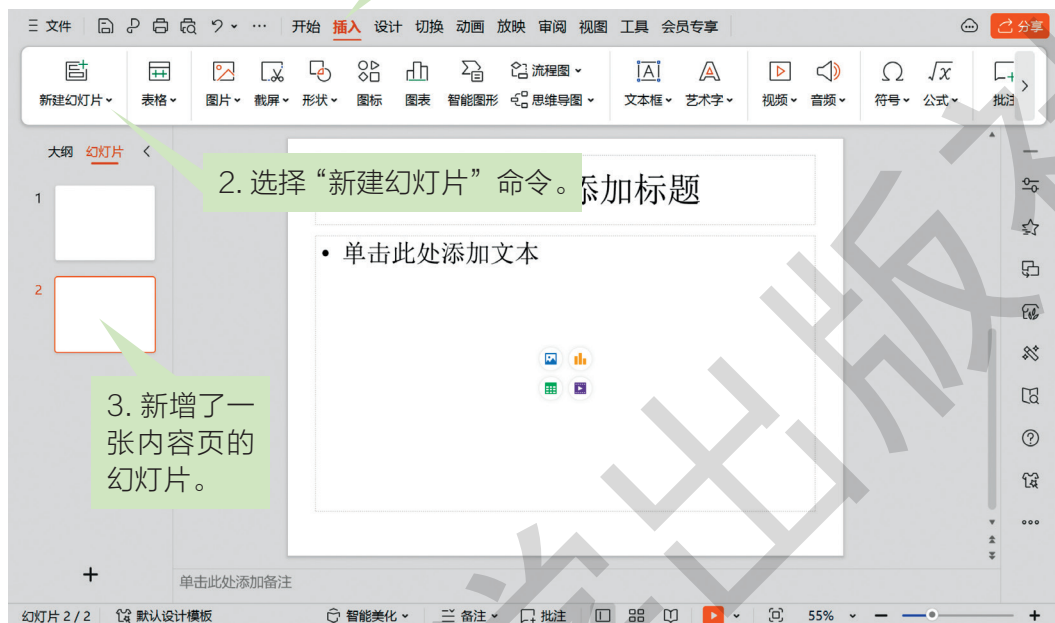 三 文件 开始 插入 设计 切换 动画 放映 审阅 视图 工具 会员专享 分享
流程图
新建幻灯片 表格 图片 截屏 形状 图标 图表 智能图形 思维导图 文本框 艺术字 视频 音频 符号 公式 批注
大纲 幻灯片
2. 选择“新建幻灯片”命令。
添加标题
1
• 单击此处添加文本
2
3. 新增了一
张内容页的
幻灯片。
单击此处添加备注
幻灯片 2 / 2 默认设计模板 智能美化 备注 批注 55%
出版